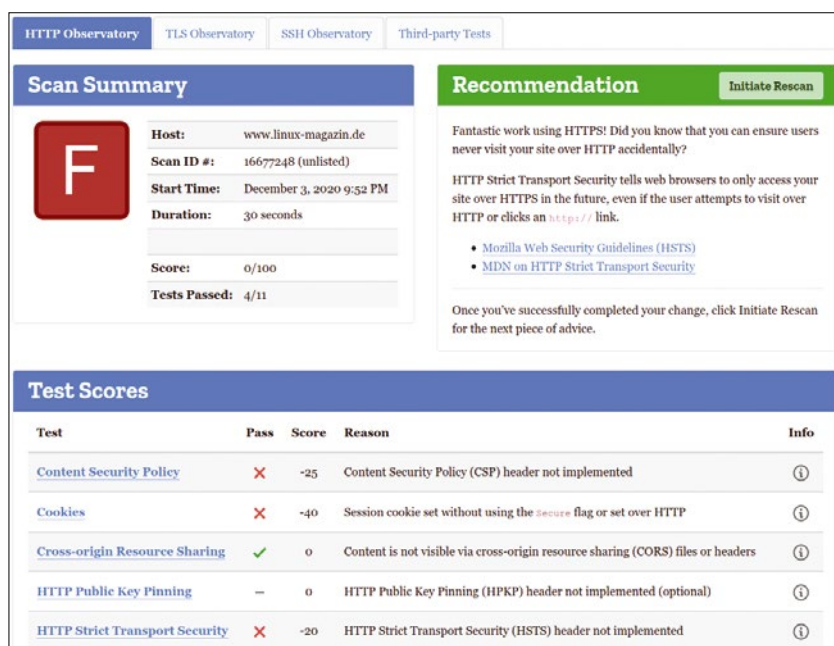 HTTP Observatory TLS Observatory SSH Observatory Third-party Tests
Scan Summary
F
Host: www.linux-magazin.de
Scan ID #: 16677248 (unlisted)
Start Time: December 3, 2020 9:52 PM
Duration: 30 seconds
Score: 0/100
Tests Passed: 4/11
Recommendation Initiate Rescan
Fantastic work using HTTPS! Did you know that you can ensure users
never visit your site over HTTP accidentally?
HTTP Strict Transport Security tells web browsers to only access your
site over HTTPS in the future, even if the user attempts to visit over
HTTP or clicks an http:// link.
• Mozilla Web Security Guidelines (HSTS)
• MDN on HTTP Strict Transport Security
Once you've successfully completed your change, click Initiate Rescan
for the next piece of advice.
Test Scores
Test Pass Score Reason Info
Content Security Policy ✗ -25 Content Security Policy (CSP) header not implemented
Cookies ✗ -40 Session cookie set without using the Secure flag or set over HTTP
Cross-origin Resource Sharing ✓ 0 Content is not visible via cross-origin resource sharing (CORS) files or headers
HTTP Public Key Pinning – 0 HTTP Public Key Pinning (HPKP) header not implemented (optional)
HTTP Strict Transport Security ✗ -20 HTTP Strict Transport Security (HSTS) header not implemented